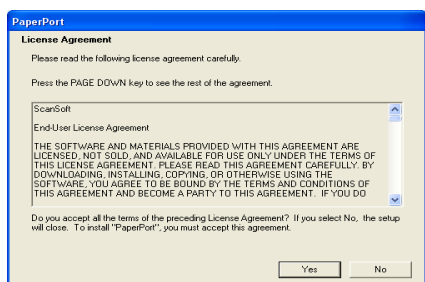 PaperPort
License Agreement
Please read the following license agreement carefully.
Press the PAGE DOWN key to see the rest of the agreement.
ScanSoft
End-User License Agreement
THE SOFTWARE AND MATERIALS PROVIDED WITH THIS AGREEMENT ARE
LICENSED, NOT SOLD, AND AVAILABLE FOR USE ONLY UNDER THE TERMS OF
THIS LICENSE AGREEMENT. PLEASE READ THIS AGREEMENT CAREFULLY. BY
DOWNLOADING, INSTALLING, COPYING, OR OTHERWISE USING THE
SOFTWARE, YOU AGREE TO BE BOUND BY THE TERMS AND CONDITIONS OF
THIS AGREEMENT AND BECOME A PARTY TO THIS AGREEMENT. IF YOU DO
Do you accept all the terms of the preceding License Agreement? If you select No, the setup
will close. To install "PaperPort", you must accept this agreement.
Yes No